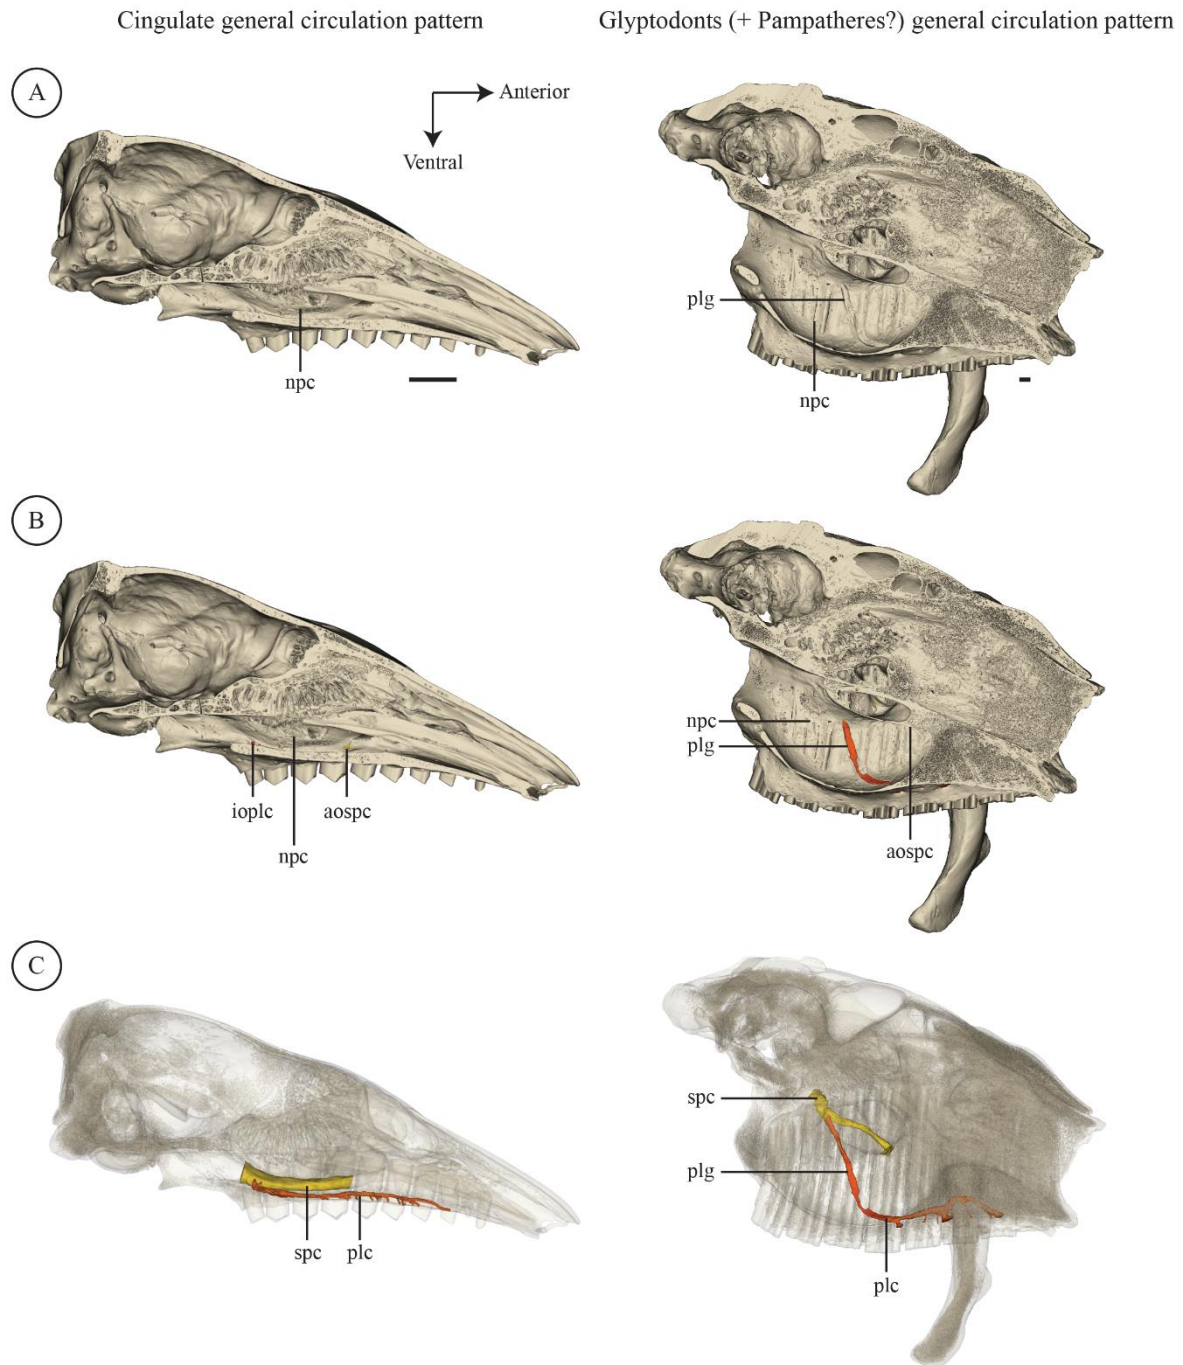 Cingulate general circulation pattern
Glyptodonts (+ Pampatheres?) general circulation pattern
A
Anterior
Ventral
npc
plg
npc
B
ioplc
aospc
npc
npc
plg
aospc
C
spc
plc
spc
plg
plc